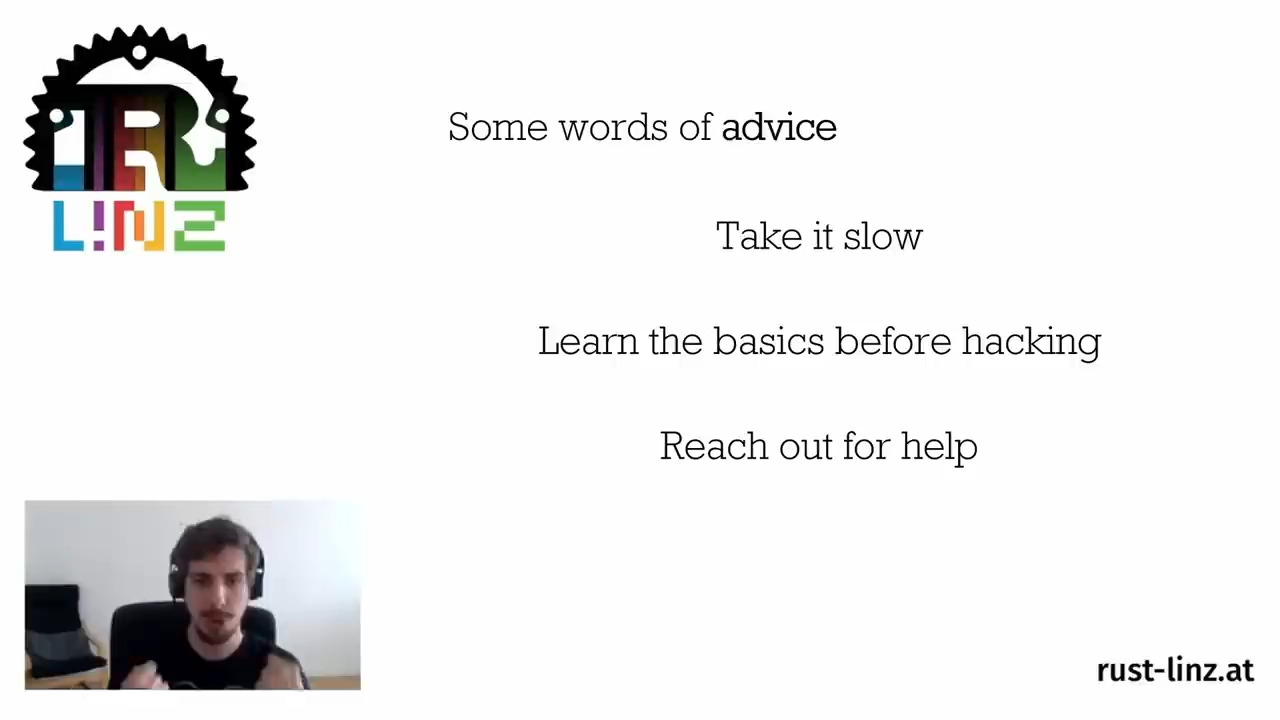 L!NZ
Some words of advice
Take it slow
Learn the basics before hacking
Reach out for help
rust-linz.at